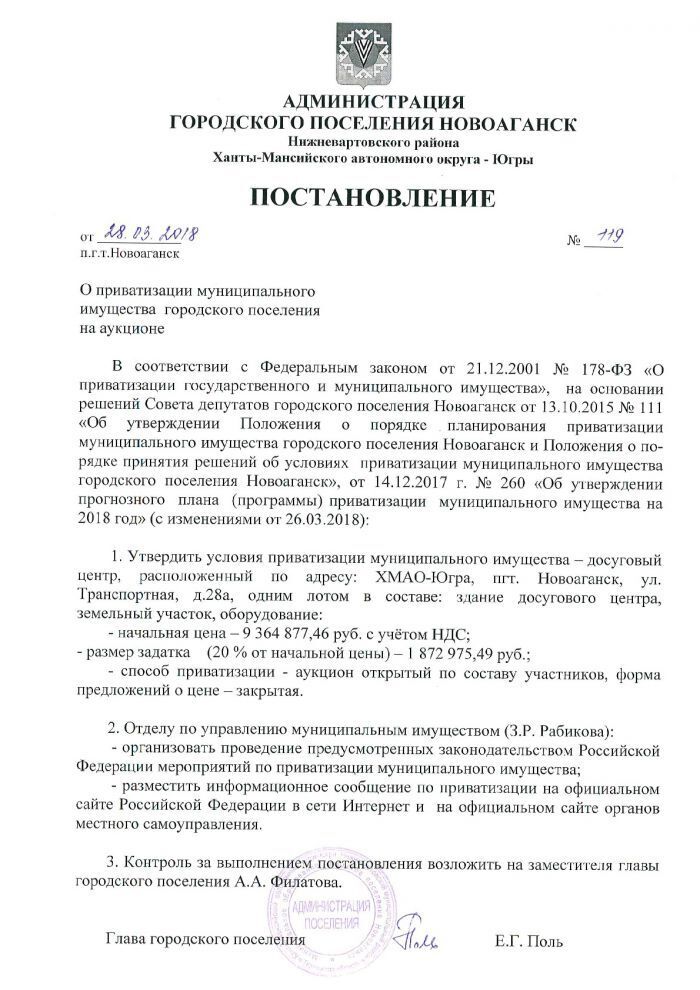 АДМИНИСТРАЦИЯ
ГОРОДСКОГО ПОСЕЛЕНИЯ НОВОАГАНСК
Нижневартовского района
Ханты-Мансийского автономного округа - Югры
ПОСТАНОВЛЕНИЕ
от 28.03.2018 № 119
п.г.т.Новоаганск
О приватизации муниципального
имущества городского поселения
на аукционе
В соответствии с Федеральным законом от 21.12.2001 № 178-ФЗ «О
приватизации государственного и муниципального имущества», на основании
решений Совета депутатов городского поселения Новоаганск от 13.10.2015 № 111
«Об утверждении Положения о порядке планирования приватизации
муниципального имущества городского поселения Новоаганск и Положения о по-
рядке принятия решений об условиях приватизации муниципального имущества
городского поселения Новоаганск», от 14.12.2017 г. № 260 «Об утверждении
прогнозного плана (программы) приватизации муниципального имущества на
2018 год» (с изменениями от 26.03.2018):
1. Утвердить условия приватизации муниципального имущества – досуговый
центр, расположенный по адресу: ХМАО-Югра, пгт. Новоаганск, ул.
Транспортная, д.28а, одним лотом в составе: здание досугового центра,
земельный участок, оборудование:
- начальная цена – 9 364 877,46 руб. с учётом НДС;
- размер задатка (20 % от начальной цены) – 1 872 975,49 руб.;
- способ приватизации - аукцион открытый по составу участников, форма
предложений о цене – закрытая.
2. Отделу по управлению муниципальным имуществом (З.Р. Рабикова):
- организовать проведение предусмотренных законодательством Российской
Федерации мероприятий по приватизации муниципального имущества;
- разместить информационное сообщение по приватизации на официальном
сайте Российской Федерации в сети Интернет и на официальном сайте органов
местного самоуправления.
3. Контроль за выполнением постановления возложить на заместителя главы
городского поселения А.А. Филатова.
АДМИНИСТРАЦИЯ
ПОСЕЛЕНИЯ
Глава городского поселения Поль Е.Г. Поль